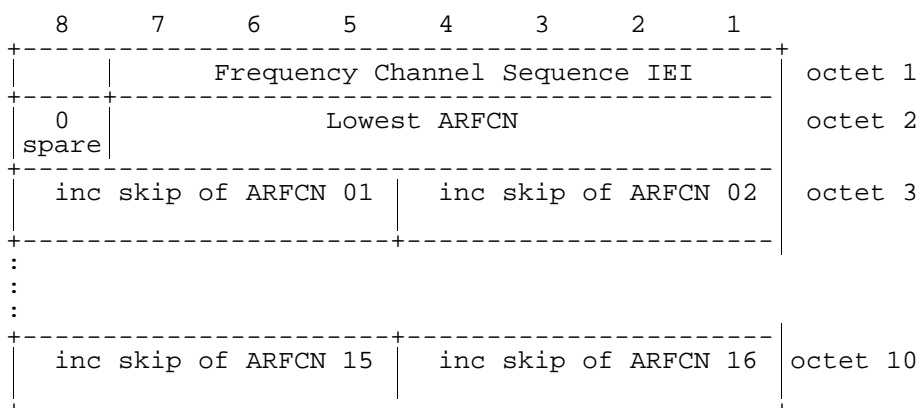 8 7 6 5 4 3 2 1
Frequency Channel Sequence IEI octet 1
0 Lowest ARFCN octet 2
spare
inc skip of ARFCN 01 inc skip of ARFCN 02 octet 3
:
:
:
inc skip of ARFCN 15 inc skip of ARFCN 16 octet 10